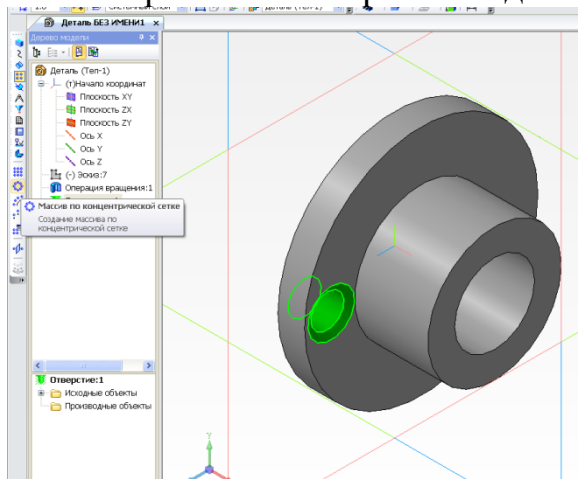 Деталь БЕЗ ИМЕНИ1
Дерево модели
Деталь (Тел-1)
(т)Начало координат
Плоскость XY
Плоскость ZX
Плоскость ZY
Ось X
Ось Y
Ось Z
(-) Эскиз:7
Операция вращения:1
Массив по концентрической сетке
Создание массива по
концентрической сетке
Отверстие:1
Исходные объекты
Производные объекты
Y